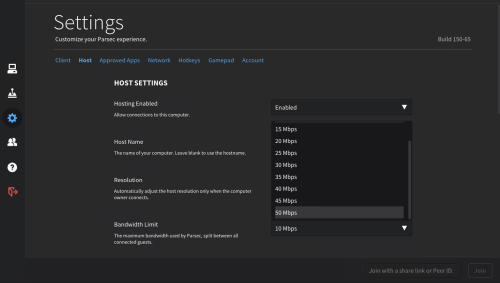 Settings
Customize your Parsec experience.
Build 150-65
Client Host Approved Apps Network Hotkeys Gamepad Account
HOST SETTINGS
Hosting Enabled
Allow connections to this computer.
Enabled
Host Name
The name of your computer. Leave blank to use the hostname.
15 Mbps
20 Mbps
25 Mbps
30 Mbps
35 Mbps
40 Mbps
45 Mbps
50 Mbps
Resolution
Automatically adjust the host resolution only when the computer
owner connects.
Bandwidth Limit
The maximum bandwidth used by Parsec, split between all
connected guests.
10 Mbps
Join with a share link or Peer ID
Join